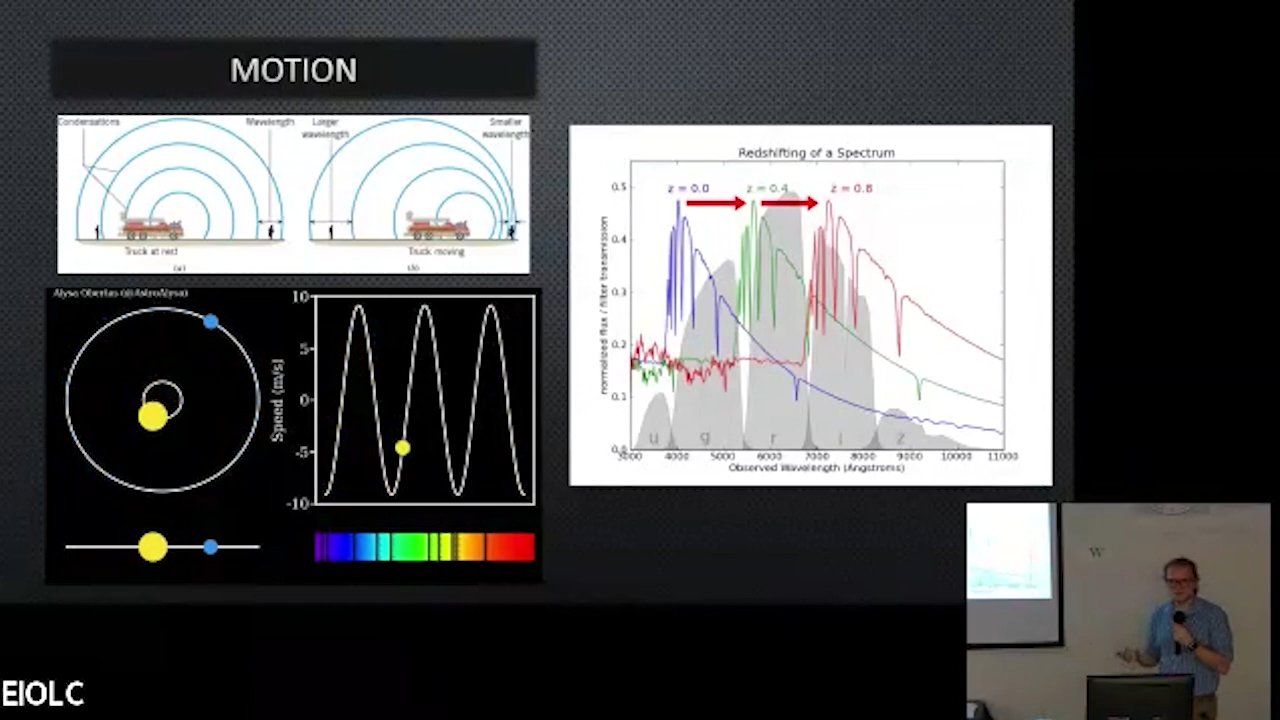 MOTION
Condensations
Wavelength
Larger
wavelength
Smaller
wavelength
Truck at rest
Truck moving
(a)
(b)
Alysa Obertas (@AstroAlysa)
10
5
0
-5
-10
Speed (m/s)
Redshifting of a Spectrum
z = 0.0
z = 0.4
z = 0.8
0.5
0.4
0.3
0.2
0.1
0.0
normalized flux / filter transmission
u
g
r
i
z
3000 4000 5000 6000 7000 8000 9000 10000 11000
Observed Wavelength (Angstroms)
W
EIOLC